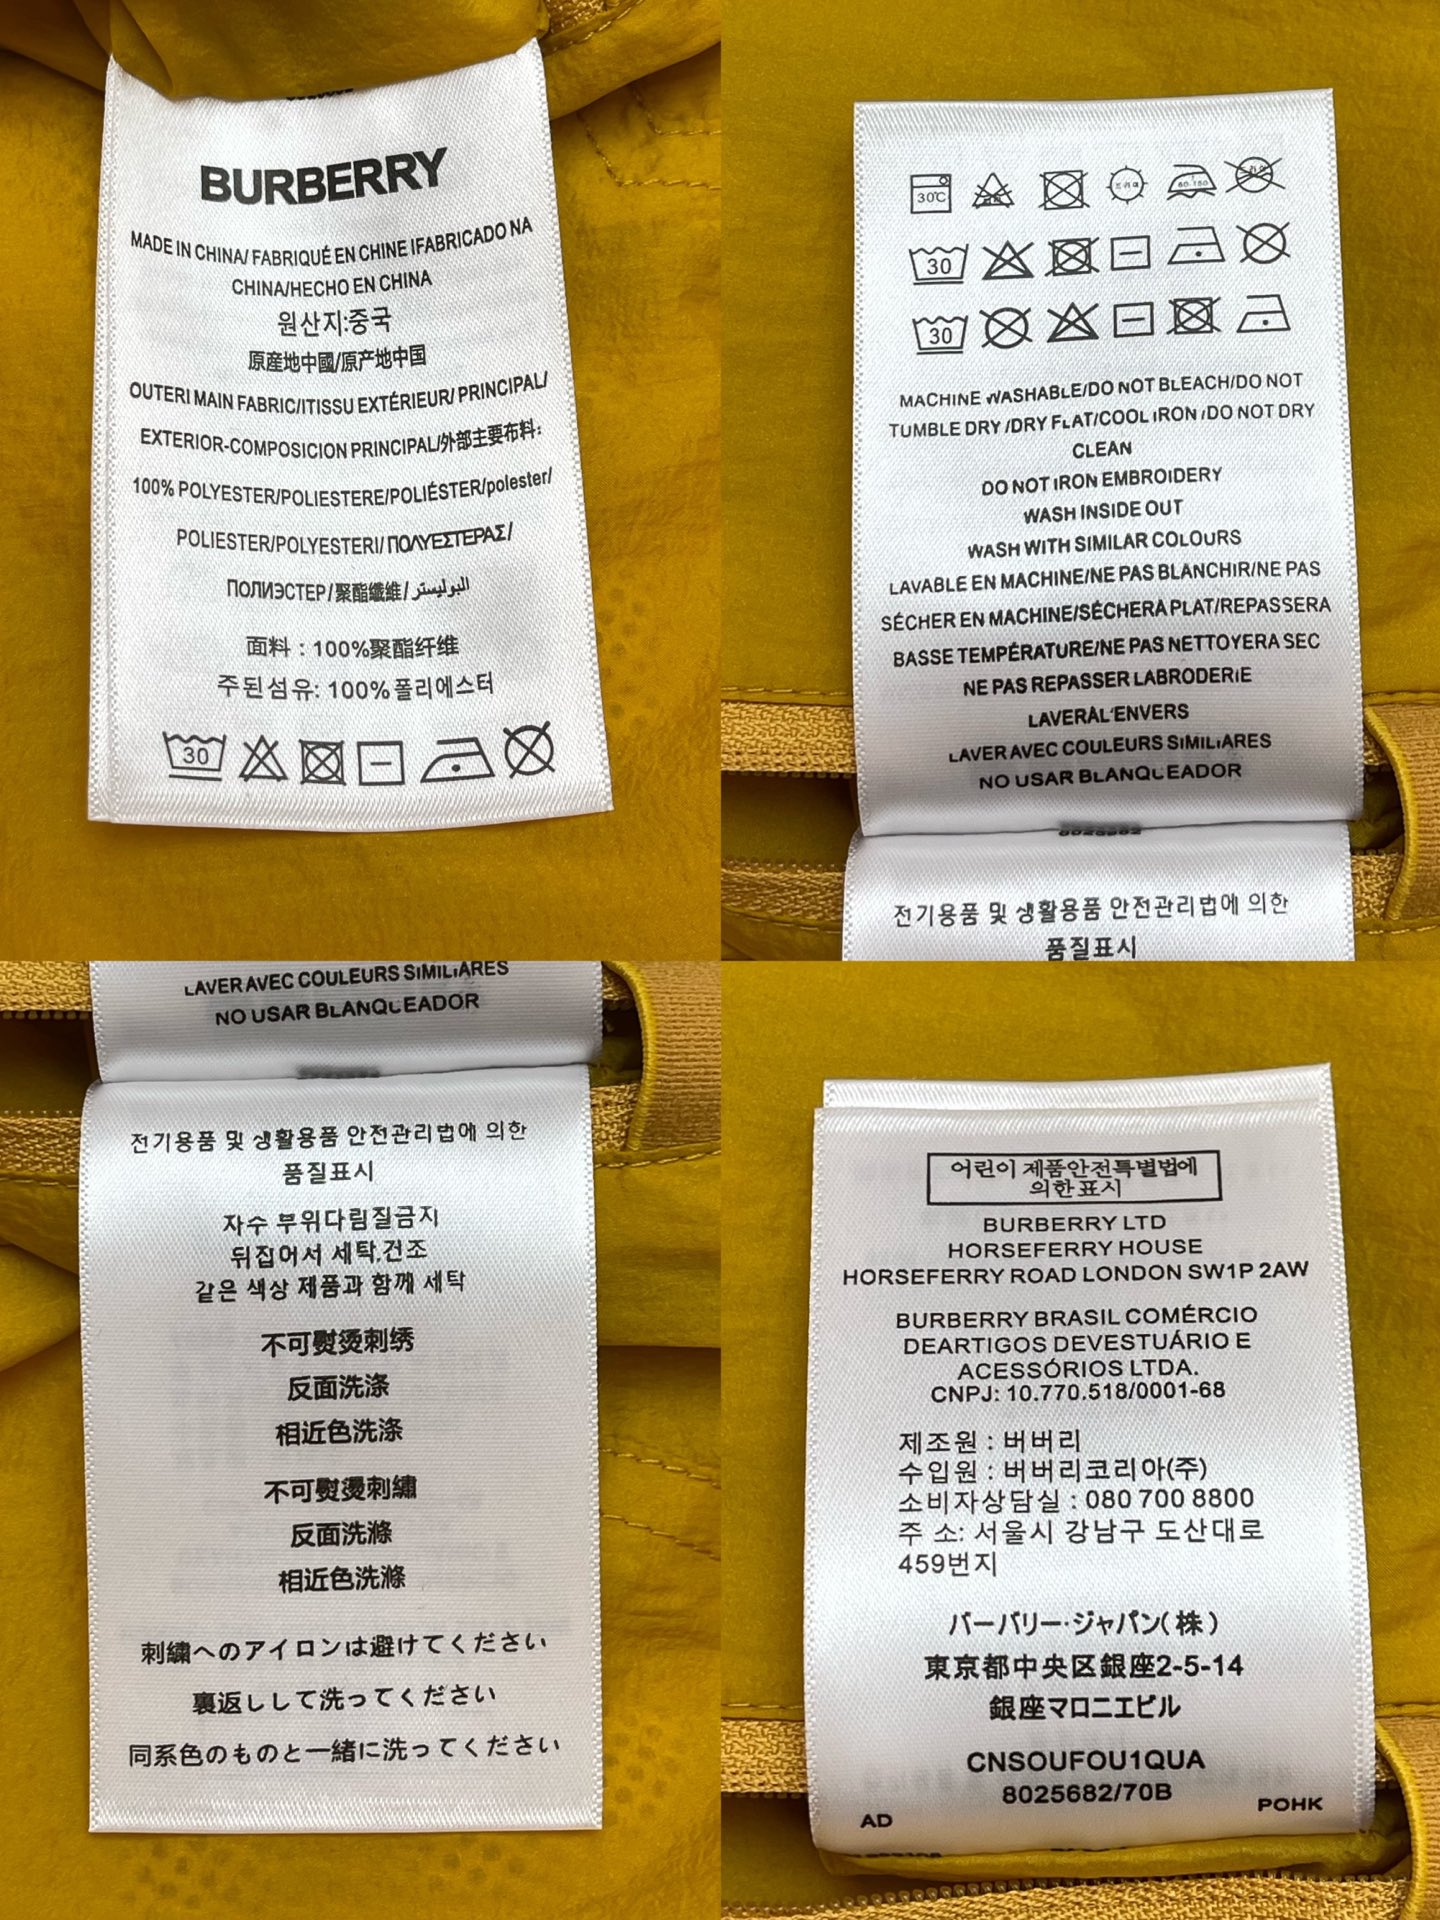 BURBERRY
MADE IN CHINA/ FABRIQUÉ EN CHINE IFABRICADO NA
CHINA/HECHO EN CHINA
원산지:중국
原産地中國/原产地中国
OUTERI MAIN FABRIC/ITISSU EXTÉRIEUR/ PRINCIPAL/
EXTERIOR-COMPOSICION PRINCIPAL/外部主要布料:
100% POLYESTER/POLIESTERE/POLIÉSTER/polester/
POLIESTER/POLYESTERI/ΠΟΛΥΕΣΤΕΡΑΣ/
ПОЛИЭСТЕР/聚酯纖維/البوليستر
面料：100%聚酯纤维
주된섬유: 100%폴리에스터
30
30℃
80.150
30
30
MACHINE WASHABLE/DO NOT BLEACH/DO NOT
TUMBLE DRY /DRY FLAT/COOL IRON /DO NOT DRY
CLEAN
DO NOT IRON EMBROIDERY
WASH INSIDE OUT
WASH WITH SIMILAR COLOURS
LAVABLE EN MACHINE/NE PAS BLANCHIR/NE PAS
SÉCHER EN MACHINE/SÉCHERÀ PLAT/REPASSERA
BASSE TEMPÉRATURE/NE PAS NETTOYERA SEC
NE PAS REPASSER LABRODERIE
LAVERÀL'ENVERS
LAVER AVEC COULEURS SIMILIARES
NO USAR BLANQLEADOR
8025682
전기용품 및 생활용품 안전관리법에 의한
품질표시
LAVER AVEC COULEURS SIMILIARES
NO USAR BLANQLEADOR
전기용품 및 생활용품 안전관리법에 의한
품질표시
자수 부위다림질금지
뒤집어서 세탁,건조
같은 색상 제품과 함께 세탁
不可熨烫刺绣
反面洗涤
相近色洗涤
不可熨燙刺繡
反面洗滌
相近色洗滌
刺繍へのアイロンは避けてください
裏返しして洗ってください
同系色のものと一緒に洗ってください
어린이 제품안전특별법에
의한표시
BURBERRY LTD
HORSEFERRY HOUSE
HORSEFERRY ROAD LONDON SW1P 2AW
BURBERRY BRASIL COMÉRCIO
DEARTIGOS DEVESTUÁRIO E
ACESSÓRIOS LTDA.
CNPJ: 10.770.518/0001-68
제조원 : 버버리
수입원 : 버버리코리아(주)
소비자상담실 : 080 700 8800
주 소: 서울시 강남구 도산대로
459번지
バーバリー·ジャパン(株)
東京都中央区銀座2-5-14
銀座マロニエビル
CNSOUFOU1QUA
8025682/70B
AD
POHK